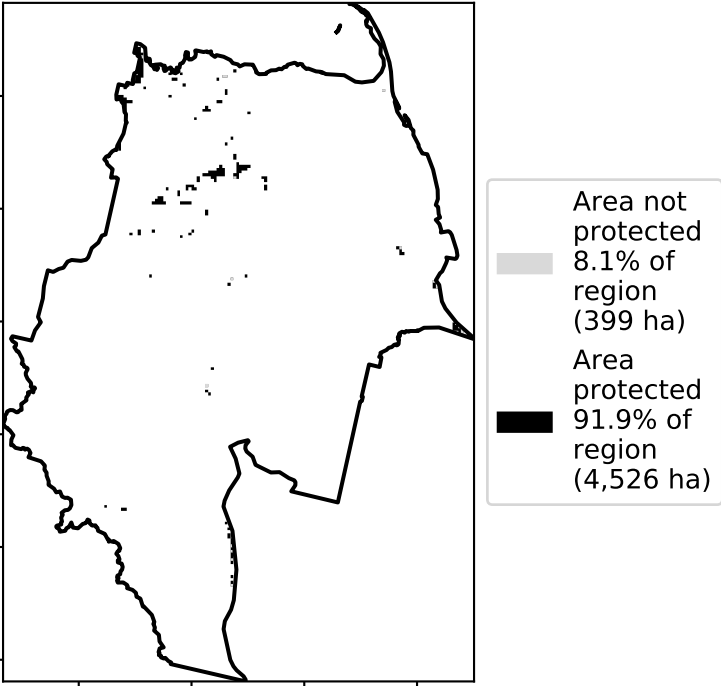 Area not
protected
8.1% of
region
(399 ha)
Area
protected
91.9% of
region
(4,526 ha)